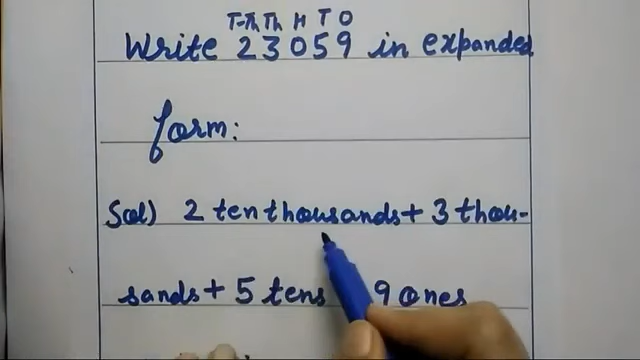 T-Th Th H T O
Write 23059 in expanded
form:
Sol) 2 ten thousands + 3 thou-
sands + 5 tens 9 ones